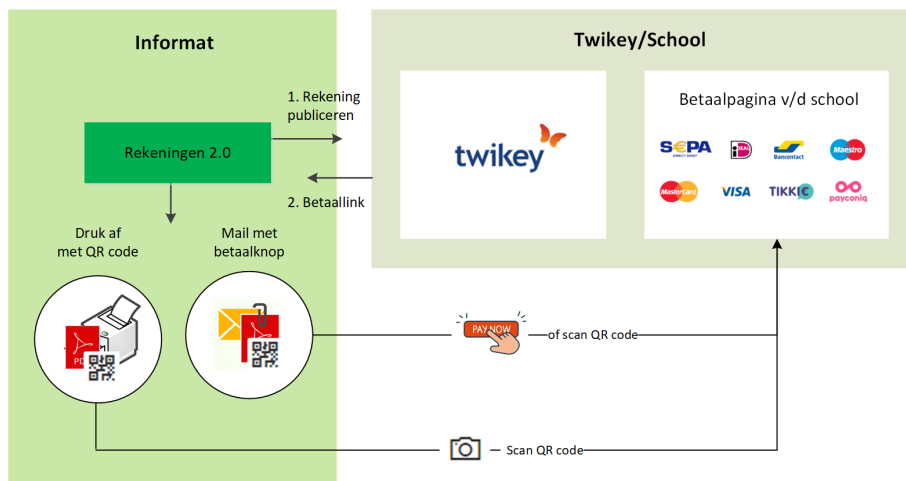 Informat
Twikey/School
1. Rekening
publiceren
Rekeningen 2.0
2. Betaallink
twikey
Betaalpagina v/d school
SEPA
DIRECT DEBIT
iDEAL
Bancontact
Maestro
MasterCard
VISA
TIKKIE
payconiq
Druk af
met QR code
Mail met
betaalknop
PAY NOW
of scan QR code
PD
Scan QR code